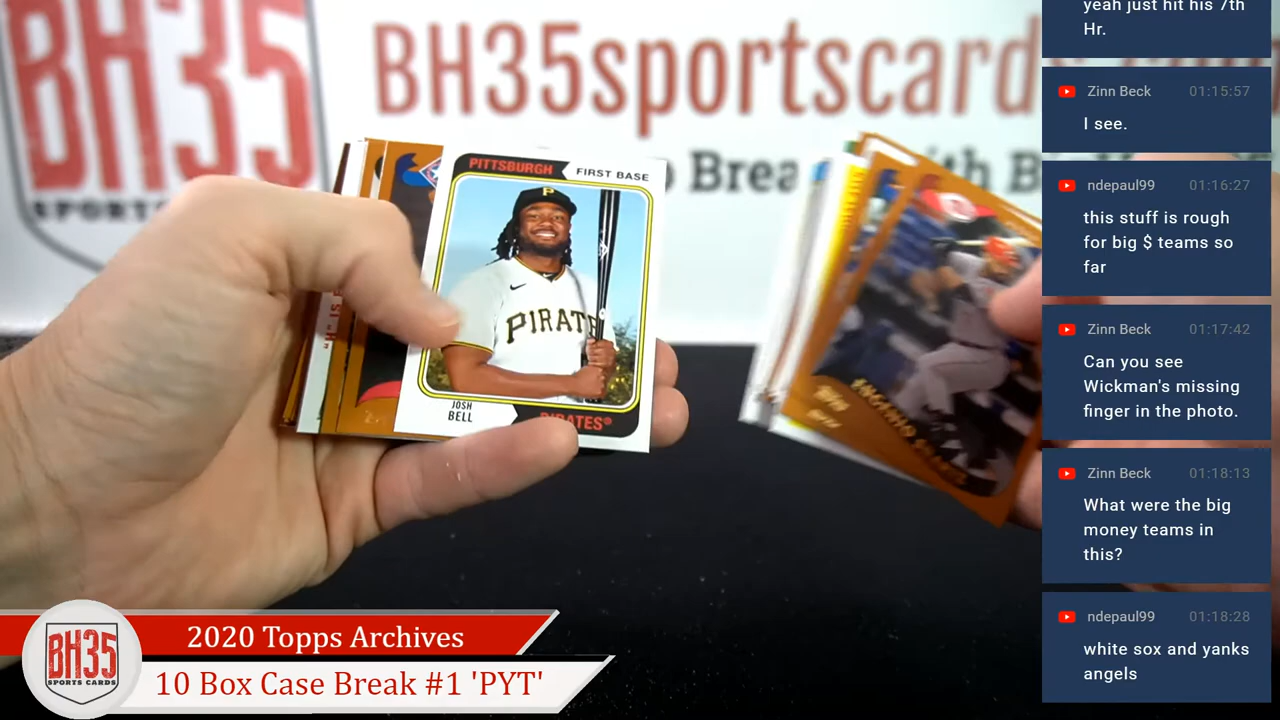 BH35
SPORTS
BH35sportscard
o Brea
ith B
PITTSBURGH
FIRST BASE
P
PIRAT
JOSH
BELL
PIRATES®
"H" IS
2020 Topps Archives
10 Box Case Break #1 'PYT'
BH35
SPORTS CARDS
yeah just hit his 7th
Hr.
Zinn Beck 01:15:57
I see.
ndepaul99 01:16:27
this stuff is rough
for big $ teams so
far
Zinn Beck 01:17:42
Can you see
Wickman's missing
finger in the photo.
Zinn Beck 01:18:13
What were the big
money teams in
this?
ndepaul99 01:18:28
white sox and yanks
angels